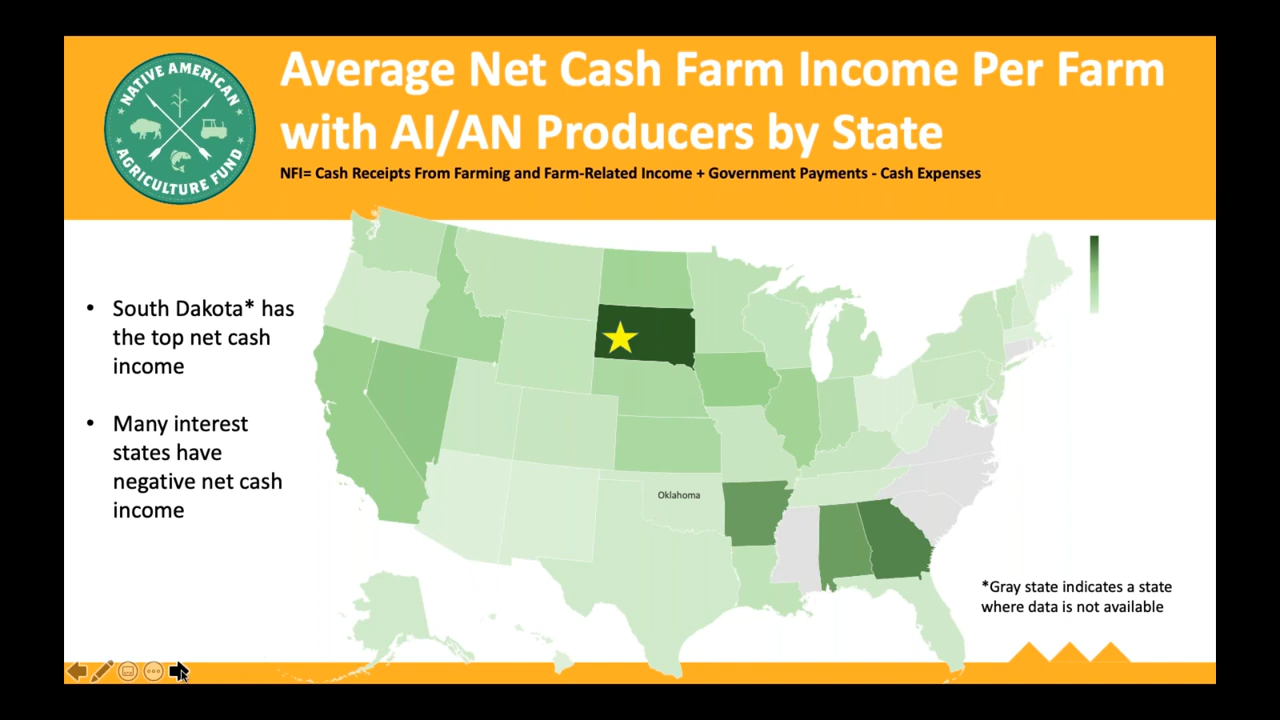 NATIVE AMERICAN
AGRICULTURE FUND
Average Net Cash Farm Income Per Farm
with AI/AN Producers by State
NFI= Cash Receipts From Farming and Farm-Related Income + Government Payments - Cash Expenses
• South Dakota* has
the top net cash
income
• Many interest
states have
negative net cash
income
Oklahoma
*Gray state indicates a state
where data is not available